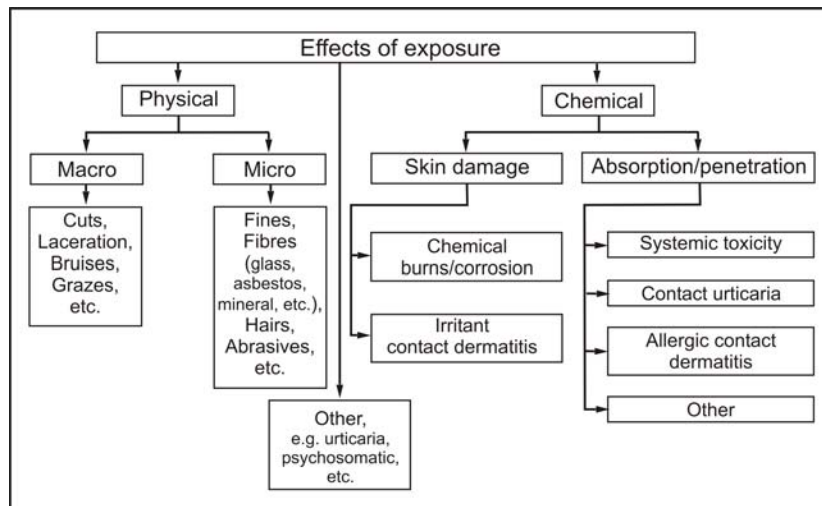 Effects of exposure
Physical
Chemical
Macro
Micro
Skin damage
Absorption/penetration
Cuts,
Laceration,
Bruises,
Grazes,
etc.
Fines,
Fibres
(glass,
asbestos,
mineral, etc.),
Hairs,
Abrasives,
etc.
Chemical
burns/corrosion
Irritant
contact dermatitis
Systemic toxicity
Contact urticaria
Allergic contact
dermatitis
Other
Other,
e.g. urticaria,
psychosomatic,
etc.